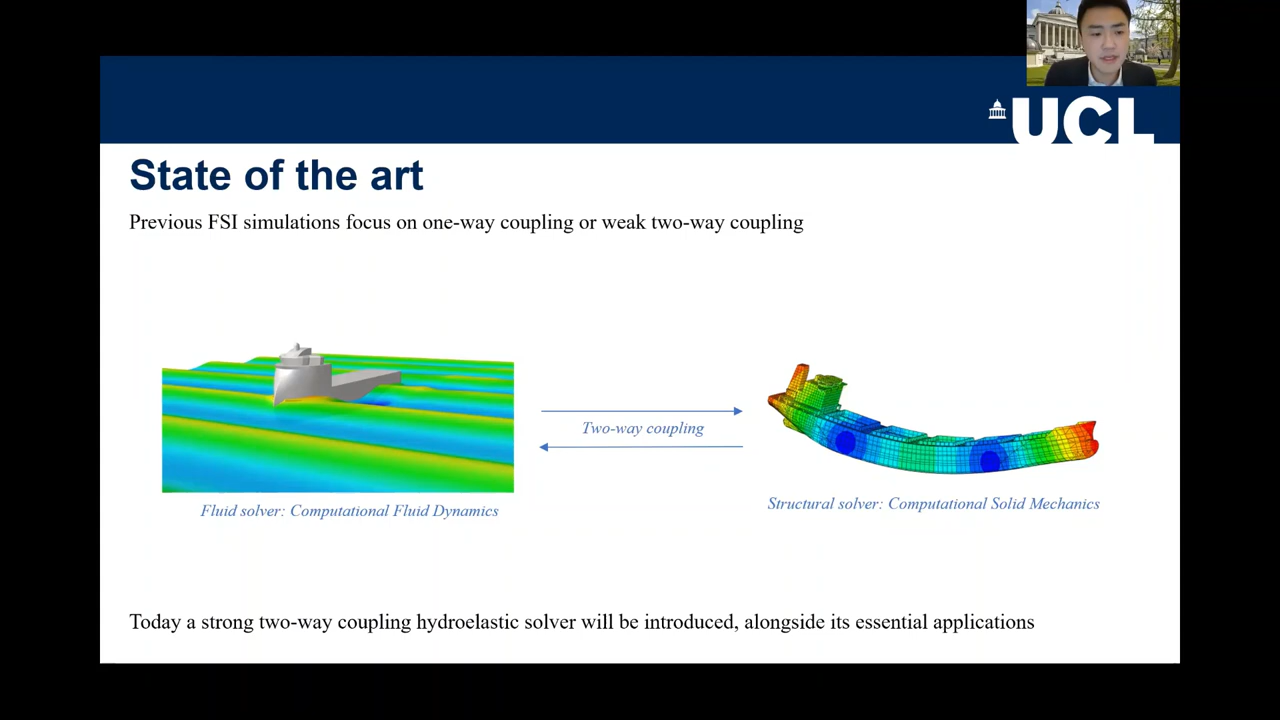 UCL
State of the art
Previous FSI simulations focus on one-way coupling or weak two-way coupling
Two-way coupling
Fluid solver: Computational Fluid Dynamics
Structural solver: Computational Solid Mechanics
Today a strong two-way coupling hydroelastic solver will be introduced, alongside its essential applications